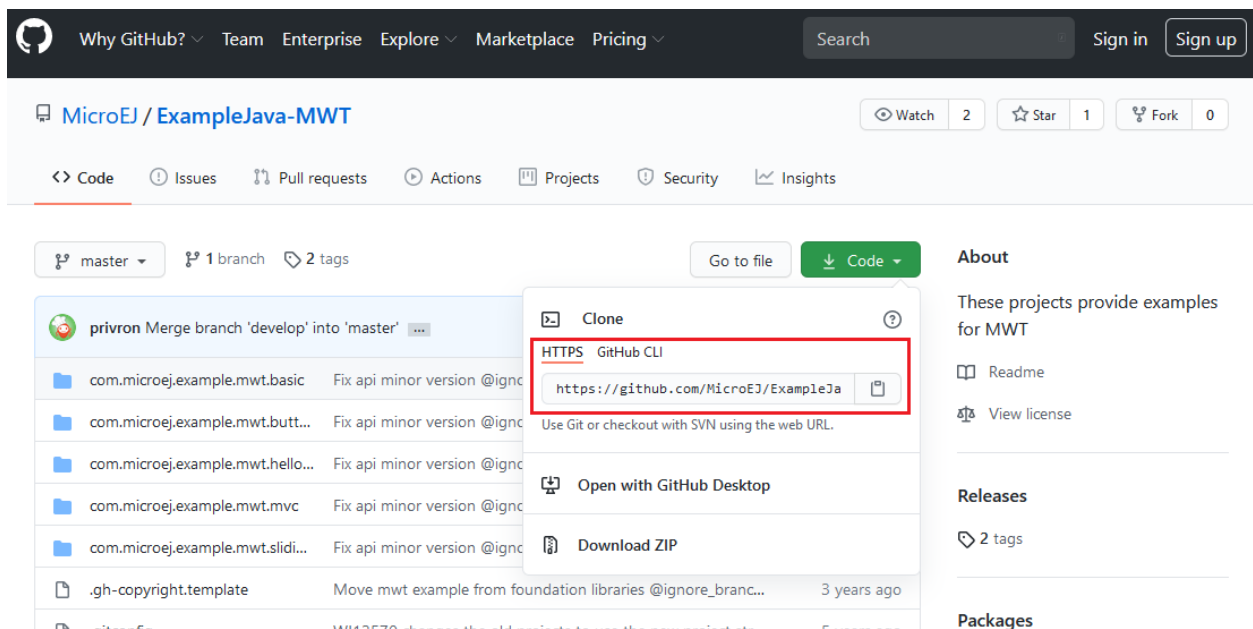 Why GitHub? Team Enterprise Explore Marketplace Pricing Search Sign in Sign up
MicroEJ / ExampleJava-MWT
Watch 2 Star 1 Fork 0
Code Issues Pull requests Actions Projects Security Insights
master 1 branch 2 tags Go to file Code
privron Merge branch 'develop' into 'master' ...
com.microej.example.mwt.basic Fix api minor version @ignc
com.microej.example.mwt.butt... Fix api minor version @ignc
com.microej.example.mwt.hello... Fix api minor version @ignc
com.microej.example.mwt.mvc Fix api minor version @ignc
com.microej.example.mwt.slidi... Fix api minor version @ignc
.gh-copyright.template Move mwt example from foundation libraries @ignore_branc... 3 years ago
Clone
HTTPS GitHub CLI
https://github.com/MicroEJ/ExampleJa
Use Git or checkout with SVN using the web URL.
Open with GitHub Desktop
Download ZIP
About
These projects provide examples
for MWT
Readme
View license
Releases
2 tags
Packages